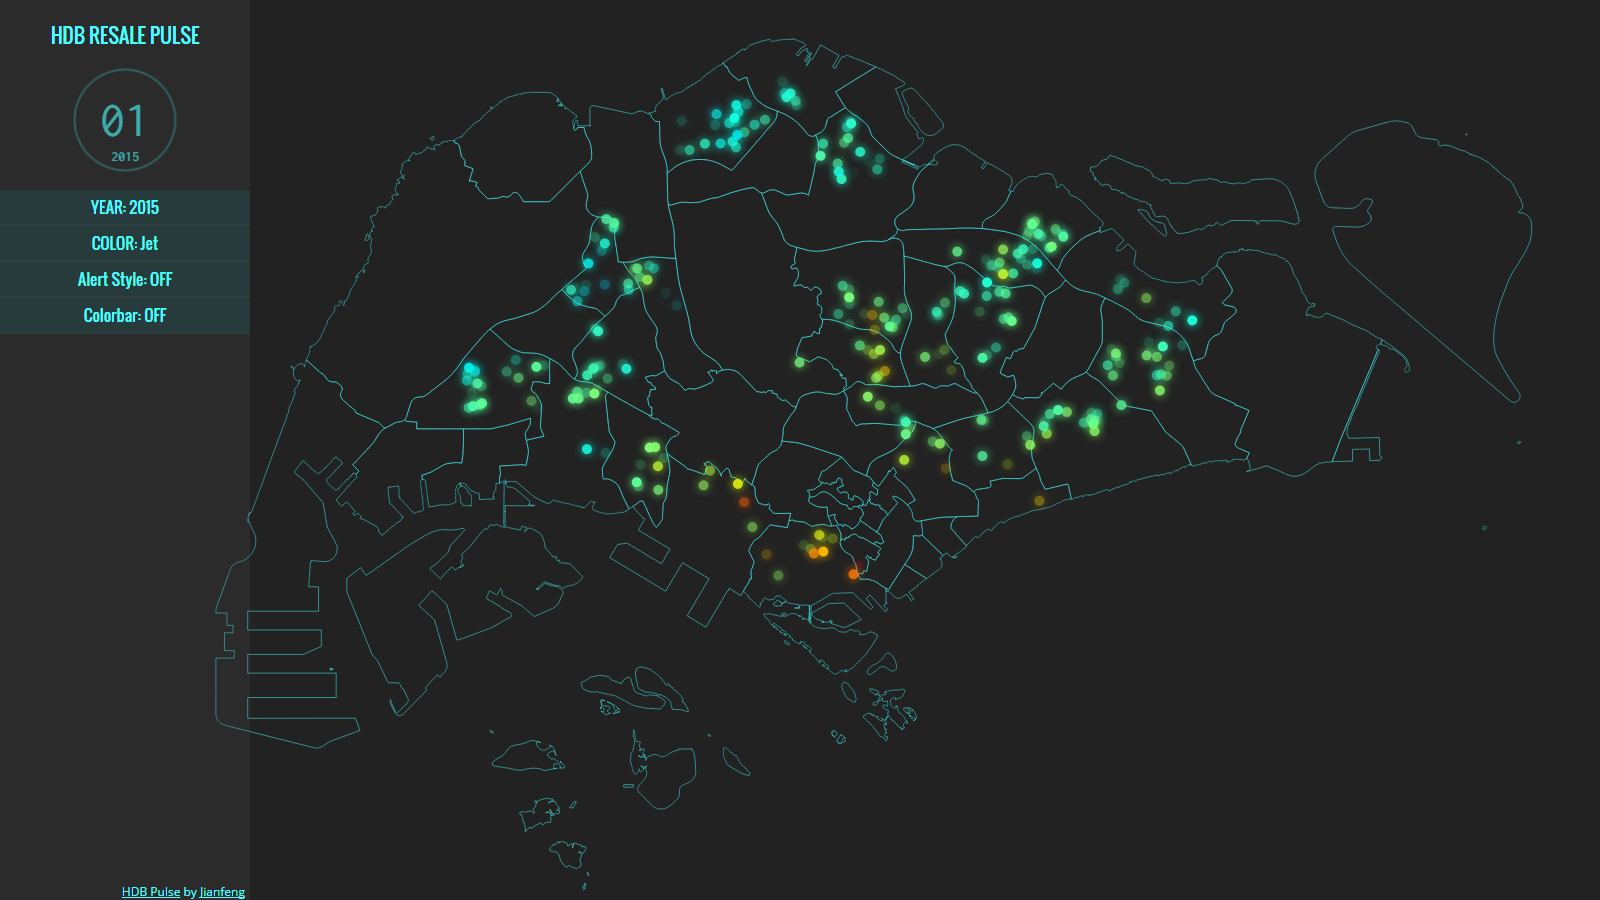 HDB RESALE PULSE
01
2015
YEAR: 2015
COLOR: Jet
Alert Style: OFF
Colorbar: OFF
HDB Pulse by Jianfeng